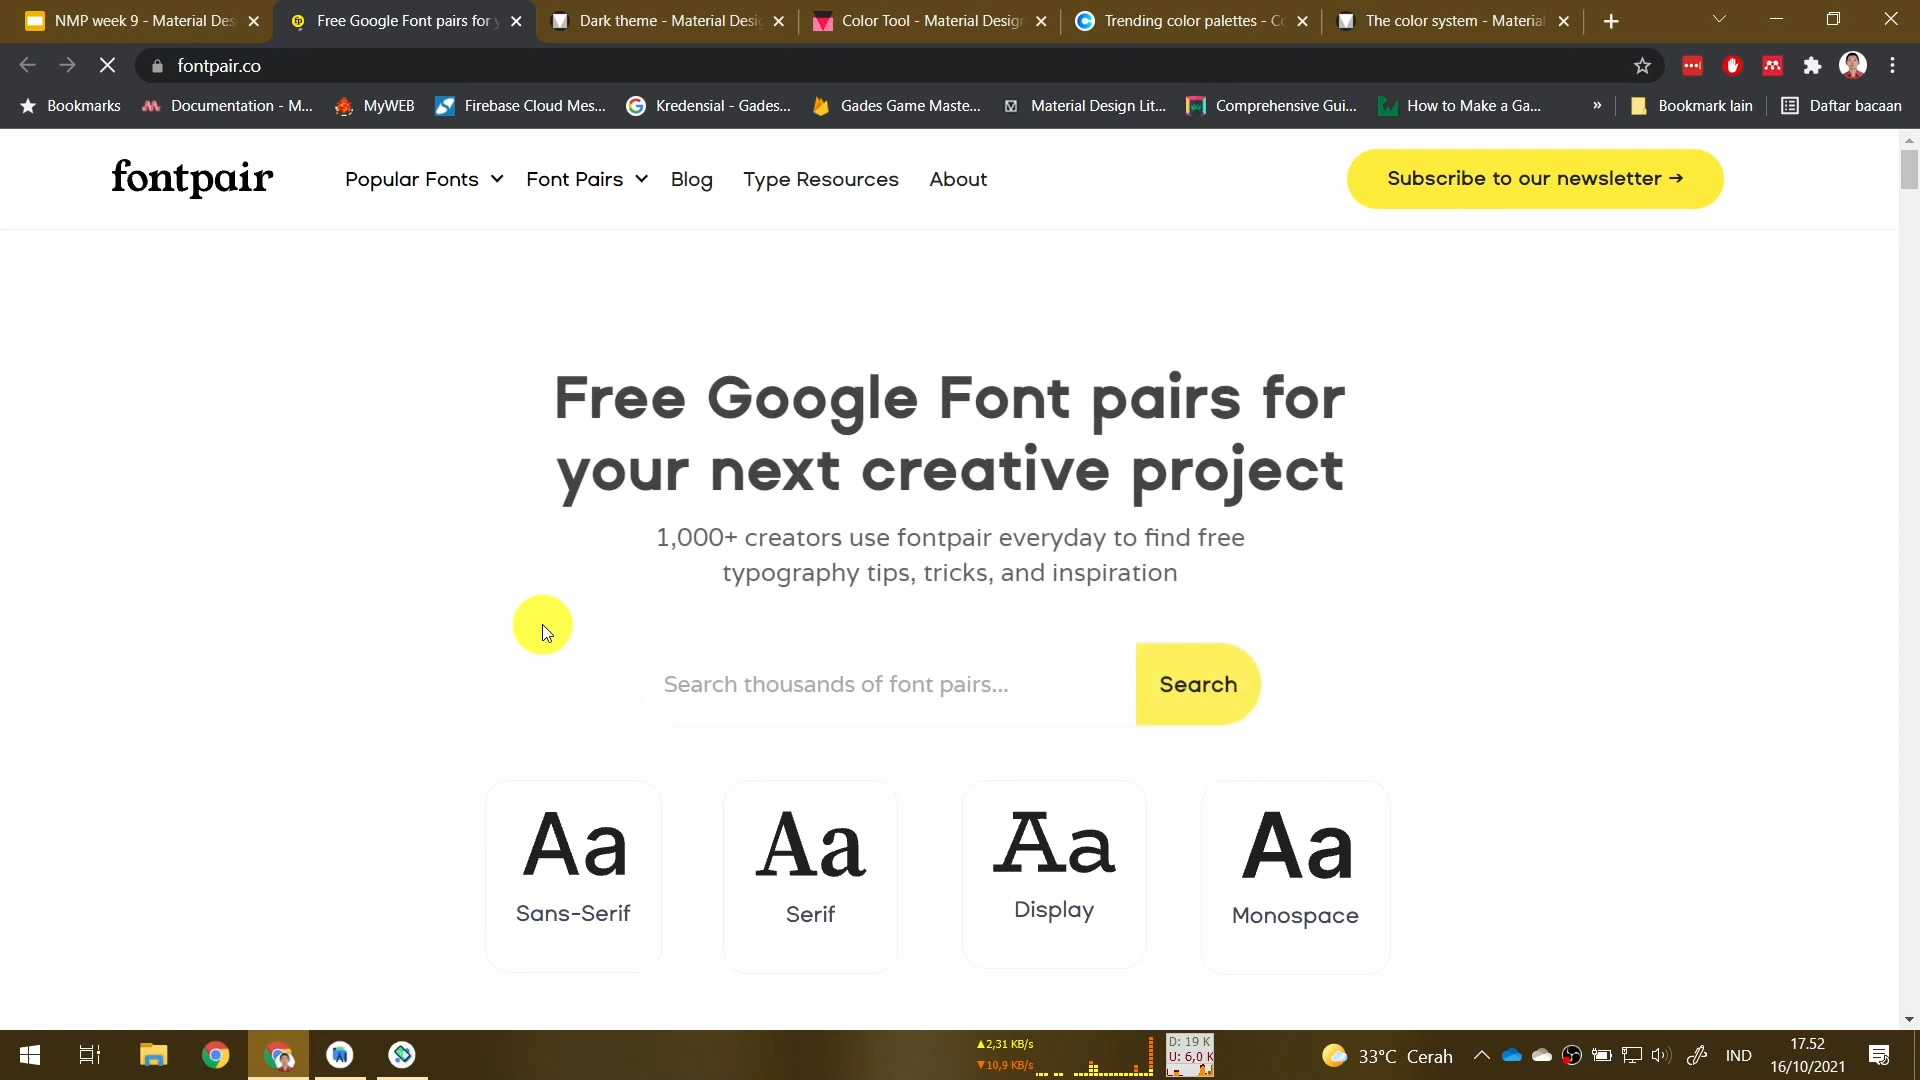 NMP week 9 - Material Des
Free Google Font pairs for y
Dark theme - Material Desi
Color Tool - Material Design
Trending color palettes - Co
The color system - Material
fontpair.co
Bookmarks
Documentation - M...
MyWEB
Firebase Cloud Mes...
Kredensial - Gades...
Gades Game Maste...
Material Design Lit...
Comprehensive Gui...
How to Make a Ga...
»
Bookmark lain
Daftar bacaan
fontpair
Popular Fonts
Font Pairs
Blog
Type Resources
About
Subscribe to our newsletter →
Free Google Font pairs for
your next creative project
1,000+ creators use fontpair everyday to find free
typography tips, tricks, and inspiration
Search thousands of font pairs...
Search
Aa
Sans-Serif
Aa
Serif
Aa
Display
Aa
Monospace
▲2,31 KB/s
▼10,9 KB/s
D: 19 K
U: 6,0 K
33°C Cerah
IND
17.52
16/10/2021